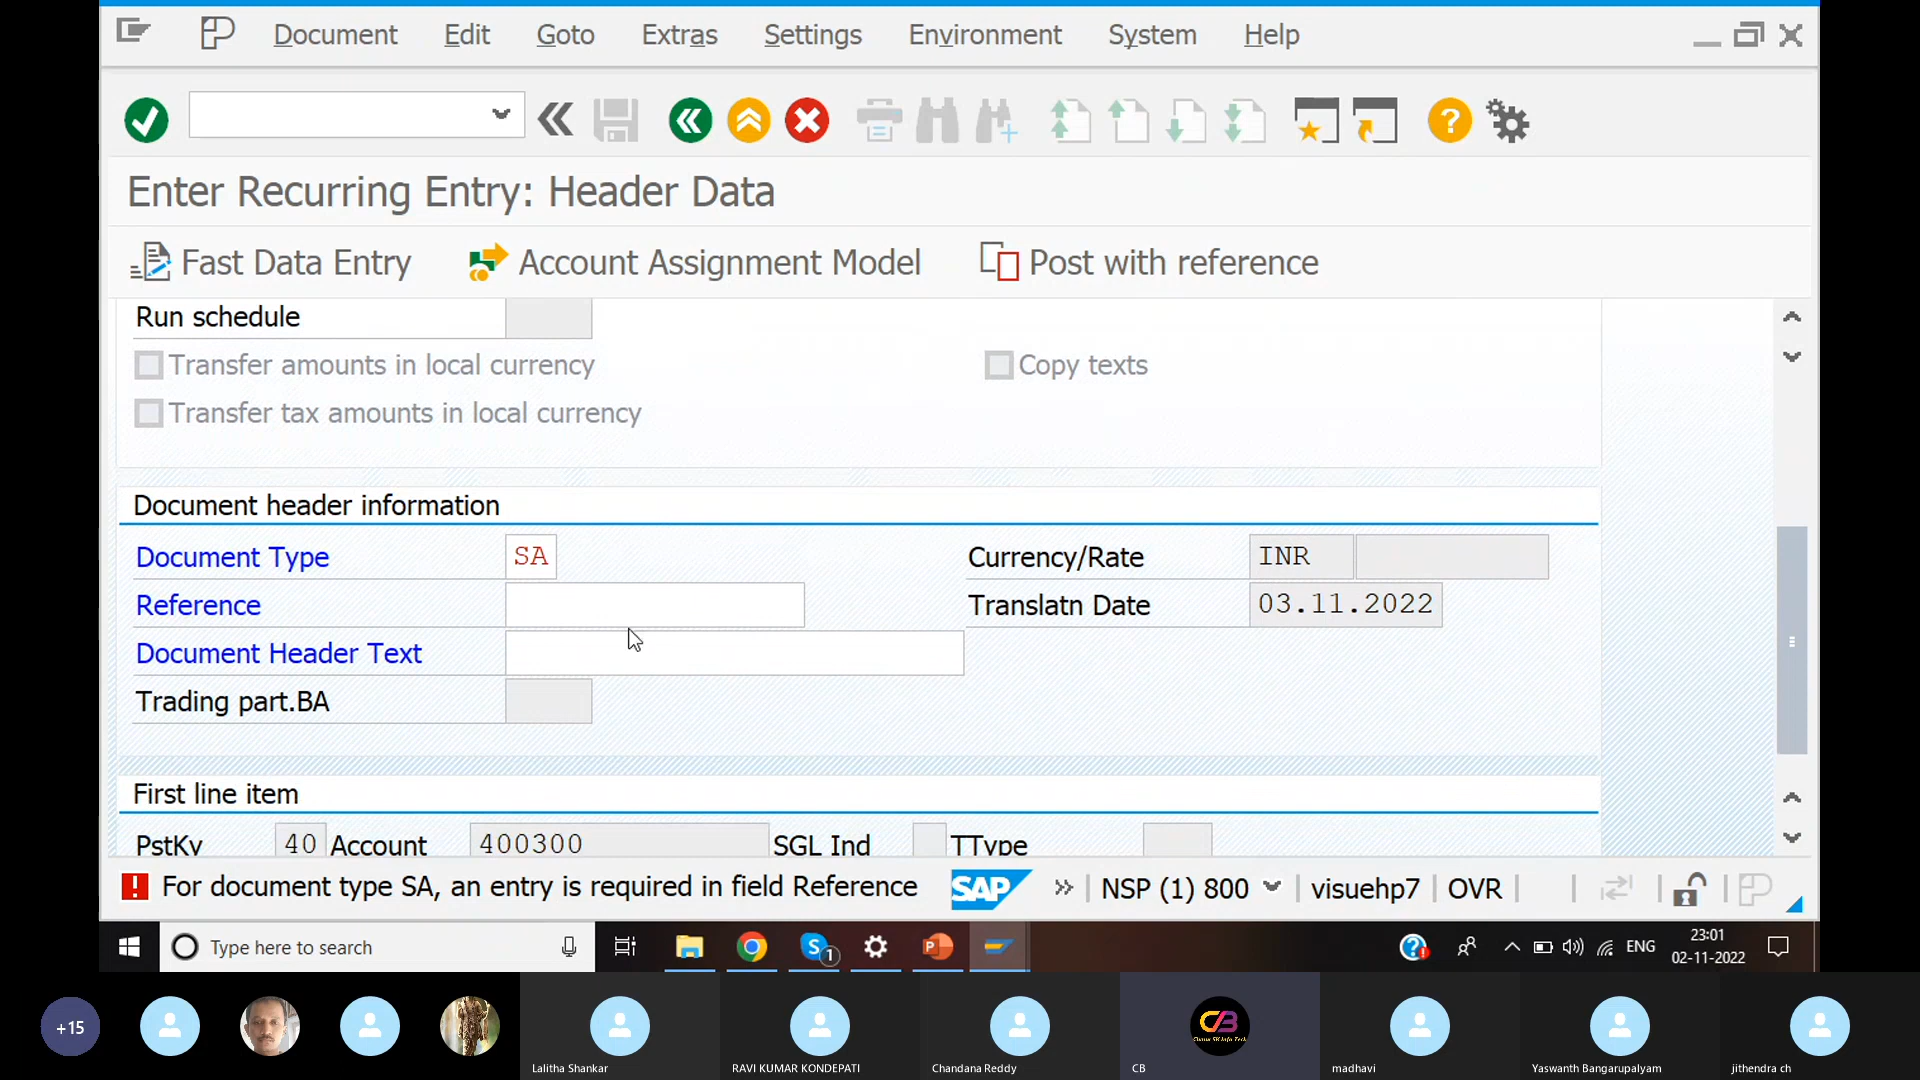 Document Edit Goto Extras Settings Environment System Help
Enter Recurring Entry: Header Data
Fast Data Entry Account Assignment Model Post with reference
Run schedule
Transfer amounts in local currency Copy texts
Transfer tax amounts in local currency
Document header information
Document Type SA Currency/Rate INR
Reference Translatn Date 03.11.2022
Document Header Text
Trading part.BA
First line item
PstKy 40 Account 400300 SGL Ind TType
For document type SA, an entry is required in field Reference SAP NSP (1) 800 visuehp7 OVR
Type here to search 1 ENG 23:01
02-11-2022
+15
Lalitha Shankar RAVI KUMAR KONDEPATI Chandana Reddy CB madhavi Yaswanth Bangarupalyam jithendra ch